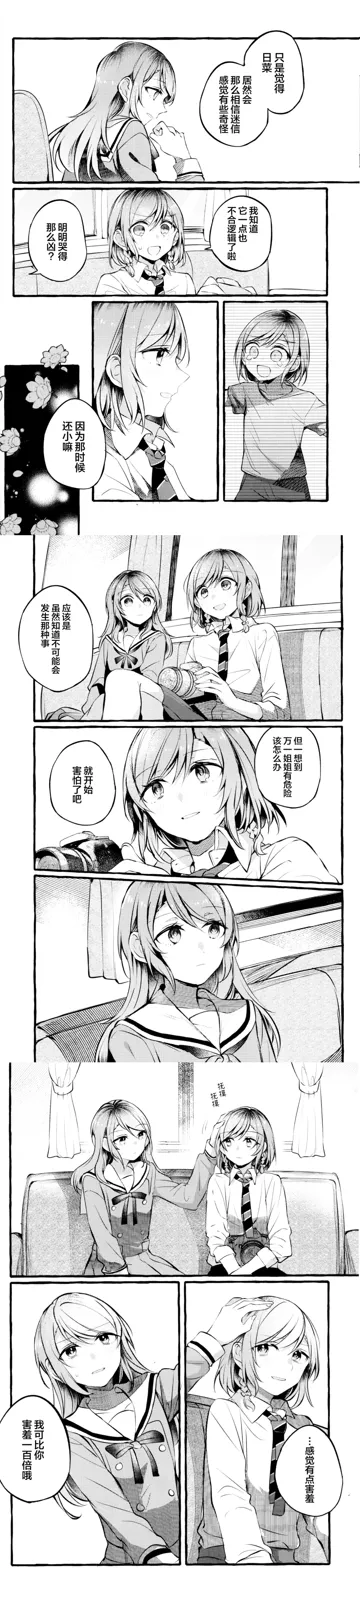 只是觉得
日菜
居然会
那么相信迷信
感觉有些奇怪
我知道
它一点也
不合逻辑了啦
明明哭得
那么凶？
因为那时候
还小嘛
应该是
虽然知道不可能会
发生那种事
但一想到
万一姐姐有危险
该怎么办
就开始
害怕了吧
抚摸
抚摸
…感觉有点害羞
我可比你
害羞一百倍哦